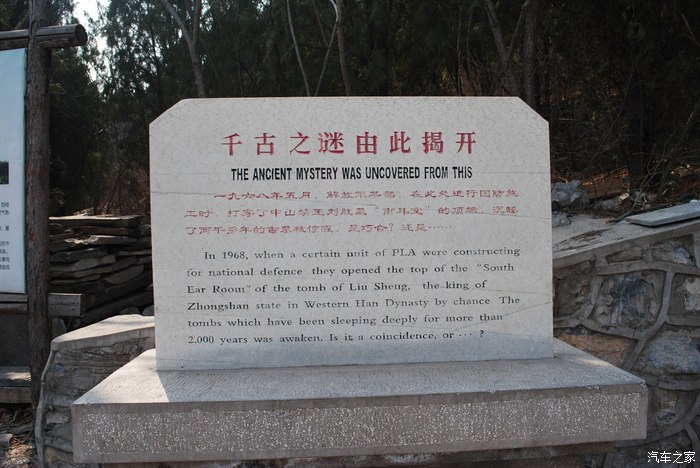 千古之谜由此揭开
THE ANCIENT MYSTERY WAS UNCOVERED FROM THIS
一九六八年五月，解放军某部，在此处进行国防施
工时，打穿了中山靖王刘胜墓“南耳室”的顶端，沉睡
了两千多年的古墓被惊醒，是巧合？还是……
In 1968, when a certain unit of PLA were constructing
for national defence they opened the top of the "South
Ear Room" of the tomb of Liu Sheng, the king of
Zhongshan state in Western Han Dynasty by chance The
tombs which have been sleeping deeply for more than
2,000 years was awaken. Is it a coincidence, or … ?
汽车之家